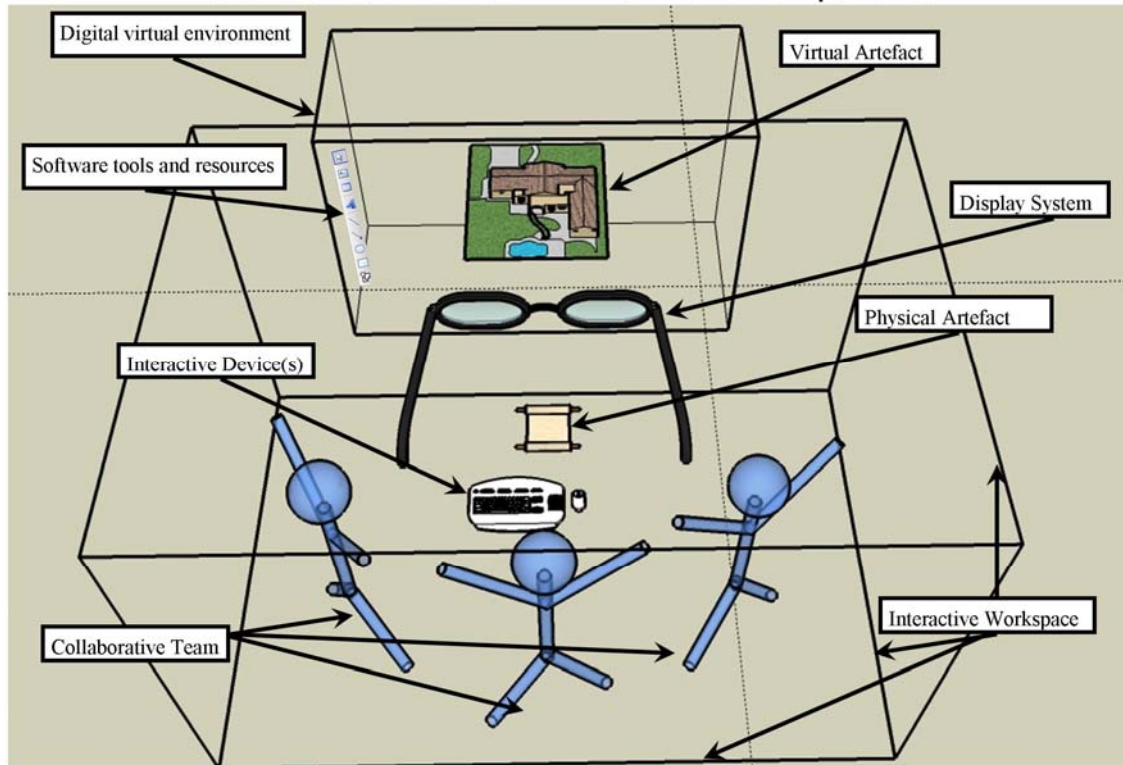 Digital virtual environment
Virtual Artefact
Software tools and resources
Display System
Physical Artefact
Interactive Device(s)
Interactive Workspace
Collaborative Team